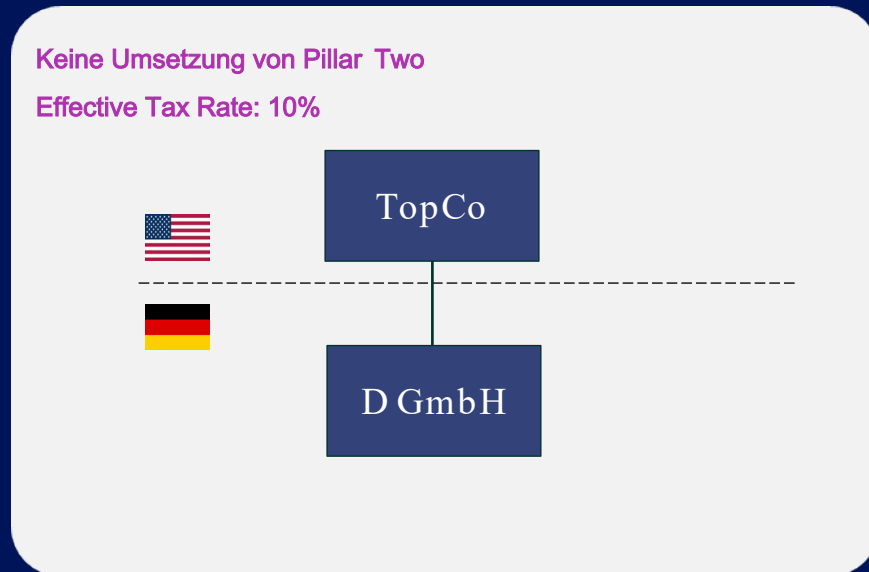 Keine Umsetzung von Pillar Two
Effective Tax Rate: 10%
TopCo
D GmbH